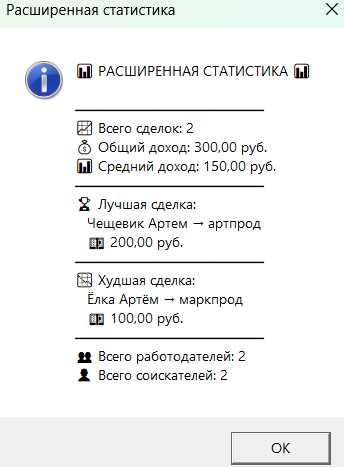 Расширенная статистика
РАСШИРЕННАЯ СТАТИСТИКА
Всего сделок: 2
Общий доход: 300,00 руб.
Средний доход: 150,00 руб.
Лучшая сделка:
Чещевик Артем → артпрод
200,00 руб.
Худшая сделка:
Ёлка Артём → маркпрод
100,00 руб.
Всего работодателей: 2
Всего соискателей: 2
ОК